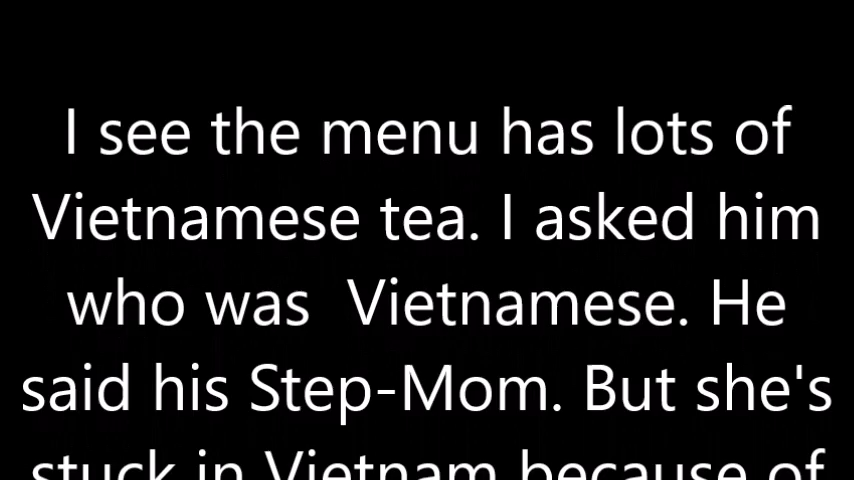 I see the menu has lots of
Vietnamese tea. I asked him
who was  Vietnamese. He
said his Step-Mom. But she's
stuck in Vietnam because of